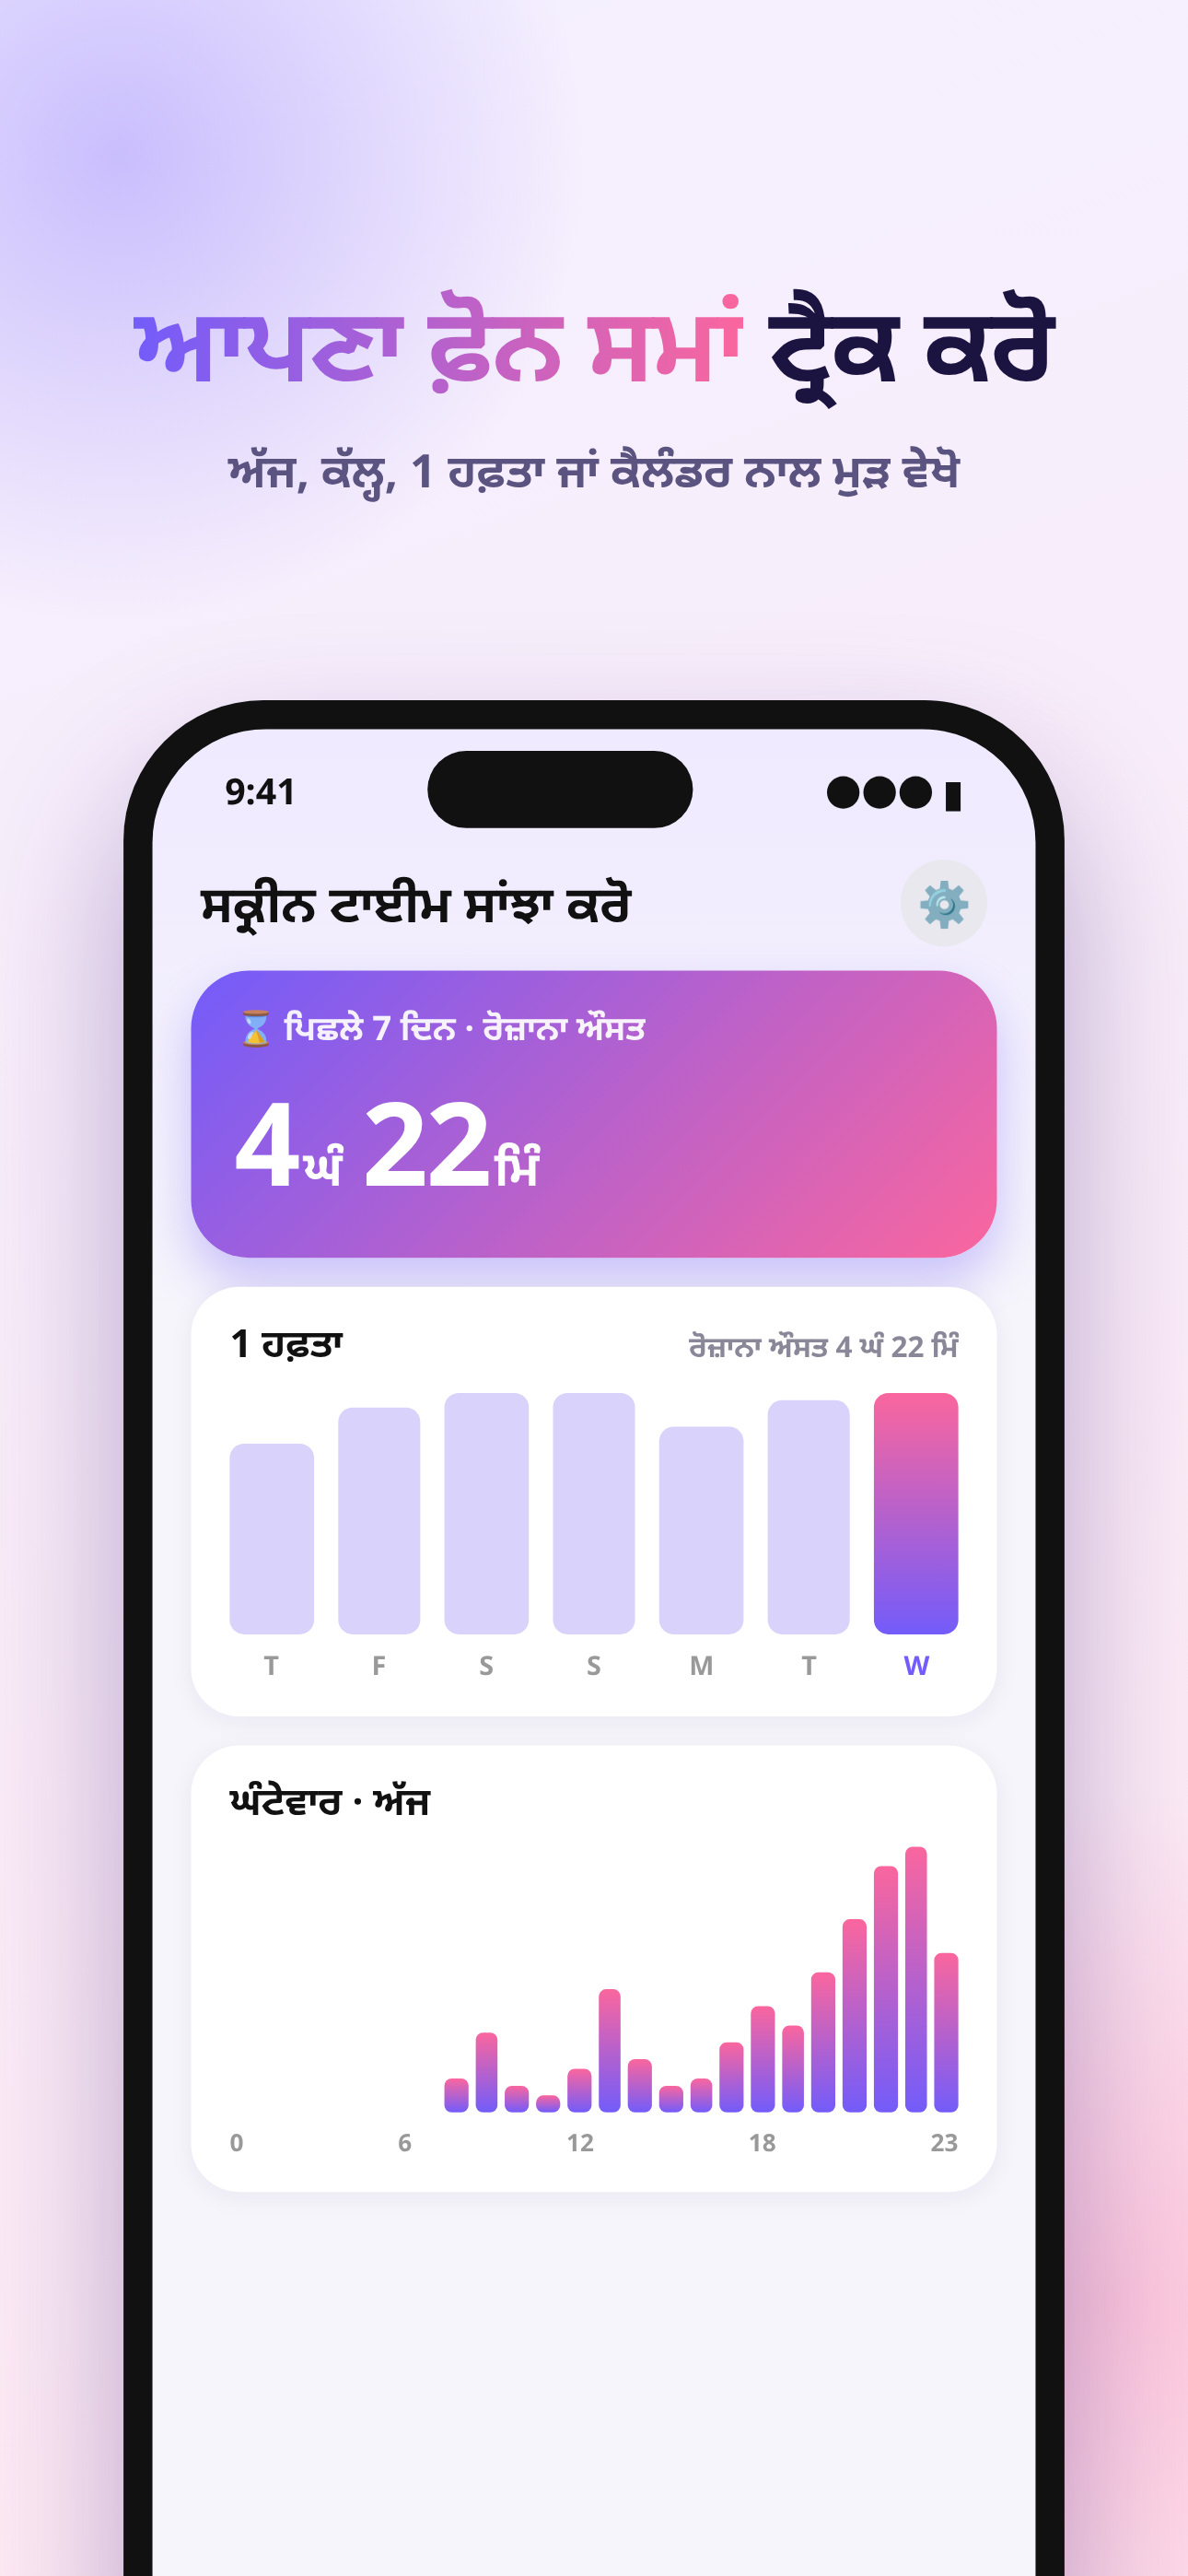 ਆਪਣਾ ਫ਼ੋਨ ਸਮਾਂ ਟ੍ਰੈਕ ਕਰੋ
ਅੱਜ, ਕੱਲ੍ਹ, 1 ਹਫ਼ਤਾ ਜਾਂ ਕੈਲੰਡਰ ਨਾਲ ਮੁੜ ਵੇਖੋ
9:41
ਸਕ੍ਰੀਨ ਟਾਈਮ ਸਾਂਝਾ ਕਰੋ
⌛ ਪਿਛਲੇ 7 ਦਿਨ · ਰੋਜ਼ਾਨਾ ਔਸਤ
4ਘੰ 22ਮਿੰ
1 ਹਫ਼ਤਾ
ਰੋਜ਼ਾਨਾ ਔਸਤ 4 ਘੰ 22 ਮਿੰ
T F S S M T W
ਘੰਟੇਵਾਰ · ਅੱਜ
0 6 12 18 23